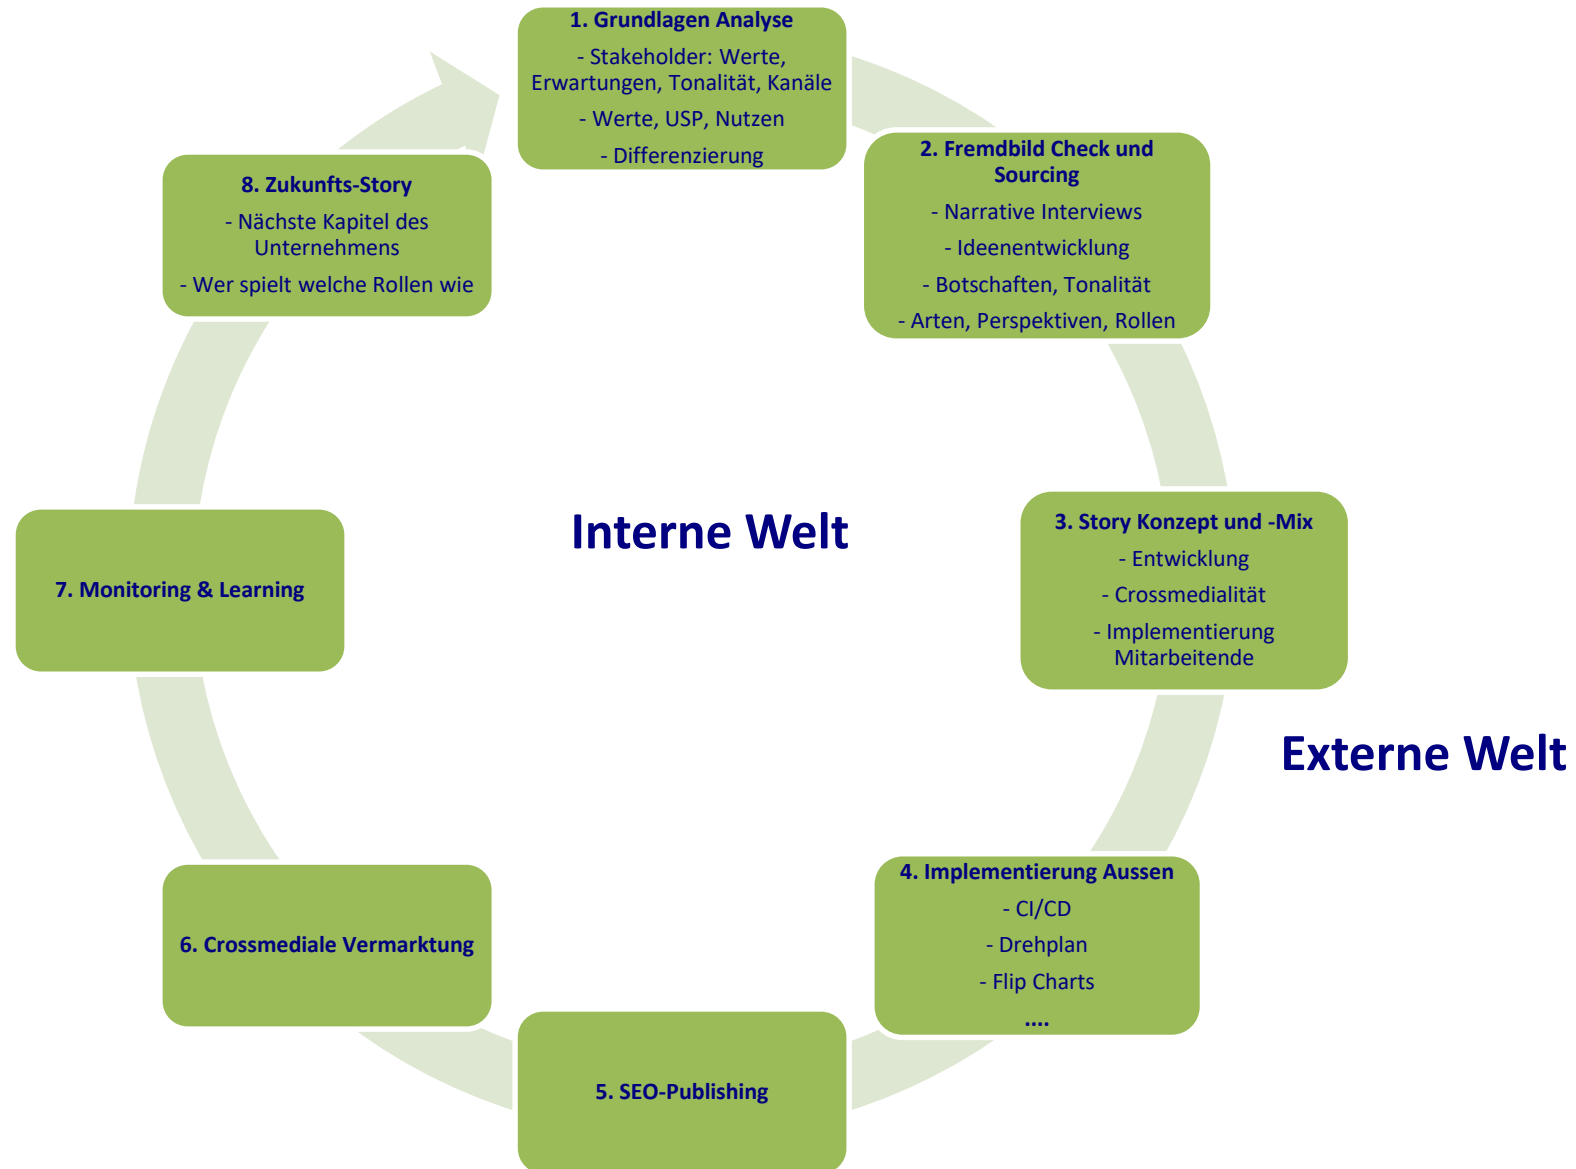 1. Grundlagen Analyse
- Stakeholder: Werte,
Erwartungen, Tonalität, Kanäle
- Werte, USP, Nutzen
- Differenzierung
2. Fremdbild Check und
Sourcing
- Narrative Interviews
- Ideenentwicklung
- Botschaften, Tonalität
- Arten, Perspektiven, Rollen
3. Story Konzept und -Mix
- Entwicklung
- Crossmedialität
- Implementierung
Mitarbeitende
4. Implementierung Aussen
- CI/CD
- Drehplan
- Flip Charts
....
5. SEO-Publishing
6. Crossmediale Vermarktung
7. Monitoring & Learning
8. Zukunfts-Story
- Nächste Kapitel des
Unternehmens
- Wer spielt welche Rollen wie
Interne Welt
Externe Welt